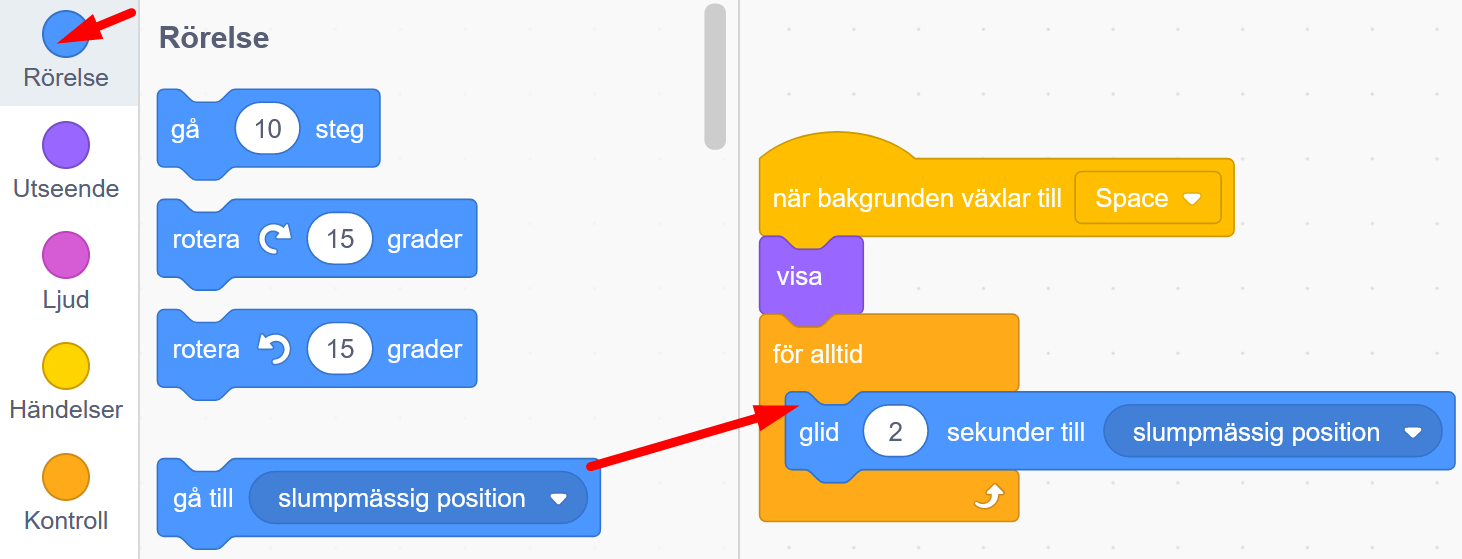 Rörelse
Utseende
Ljud
Händelser
Kontroll
Rörelse
gå 10 steg
rotera 15 grader
rotera 15 grader
gå till slumpmässig position
när bakgrunden växlar till Space
visa
för alltid
glid 2 sekunder till slumpmässig position